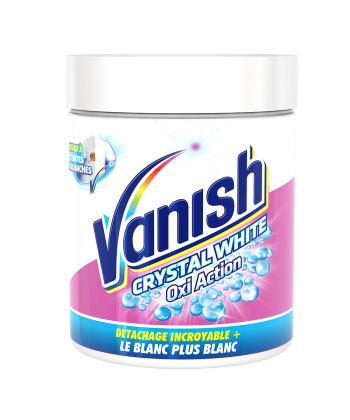 Vanish
CRYSTAL WHITE
Oxi Action
DÉTACHAGE INCROYABLE +
LE BLANC PLUS BLANC